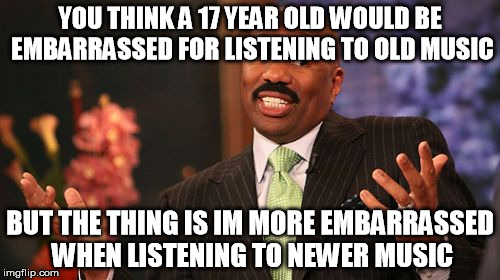 YOU THINK A 17 YEAR OLD WOULD BE
EMBARRASSED FOR LISTENING TO OLD MUSIC
BUT THE THING IS IM MORE EMBARRASSED
WHEN LISTENING TO NEWER MUSIC
imgflip.com